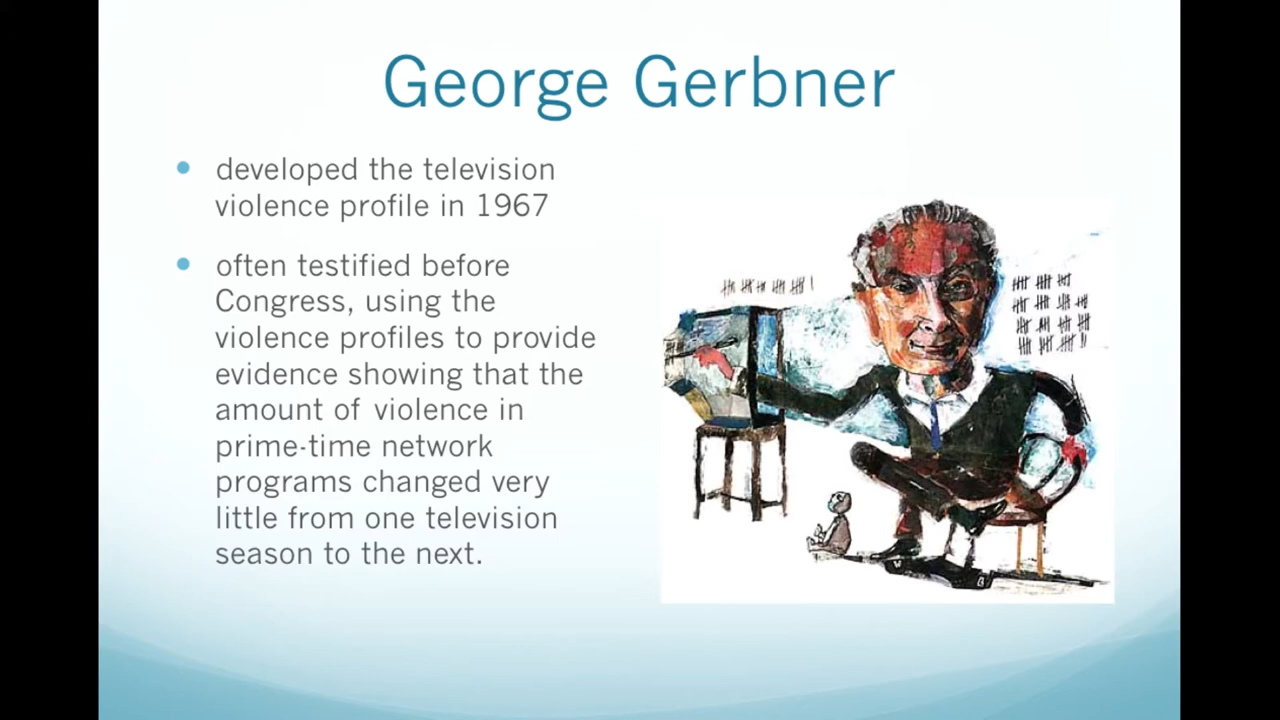 George Gerbner
developed the television
violence profile in 1967
often testified before
Congress, using the
violence profiles to provide
evidence showing that the
amount of violence in
prime-time network
programs changed very
little from one television
season to the next.